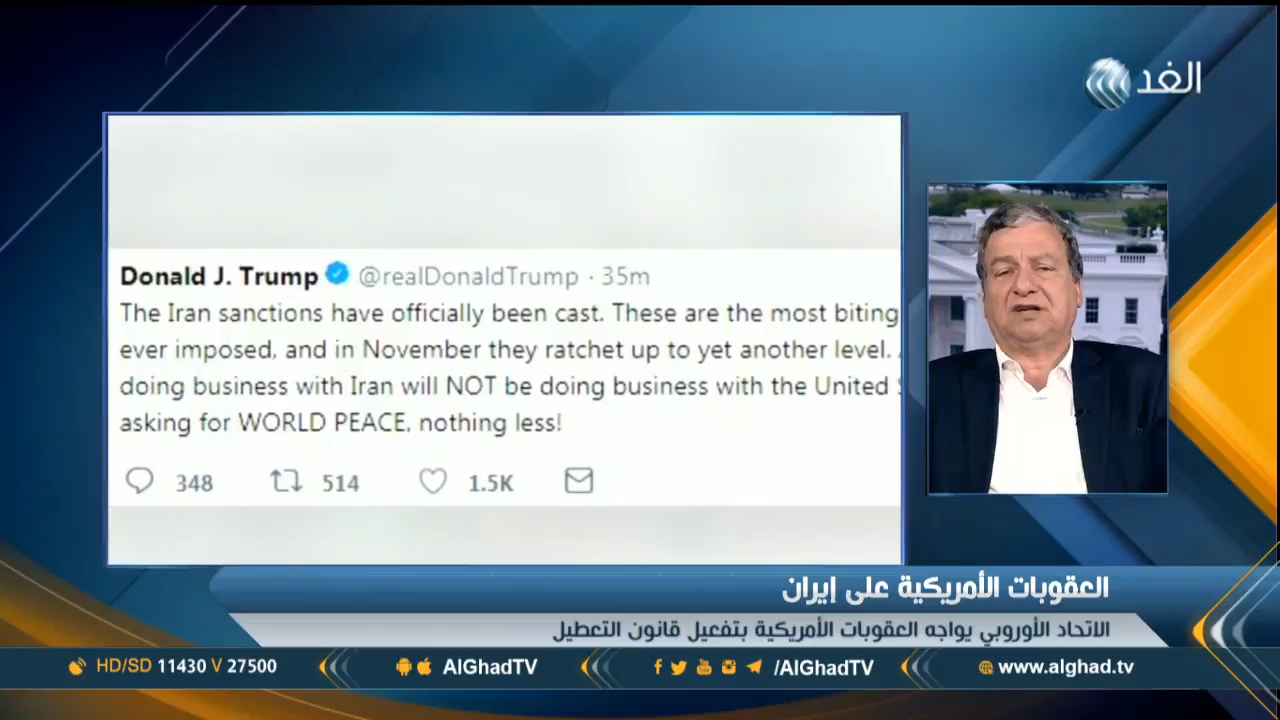 الغد
Donald J. Trump @realDonaldTrump · 35m
The Iran sanctions have officially been cast. These are the most biting
ever imposed, and in November they ratchet up to yet another level.
doing business with Iran will NOT be doing business with the United
asking for WORLD PEACE, nothing less!
348 514 1.5K
العقوبات الأمريكية على إيران
الاتحاد الأوروبي يواجه العقوبات الأمريكية بتفعيل قانون التعطيل
HD/SD 11430 V 27500 AlGhadTV /AlGhadTV www.alghad.tv